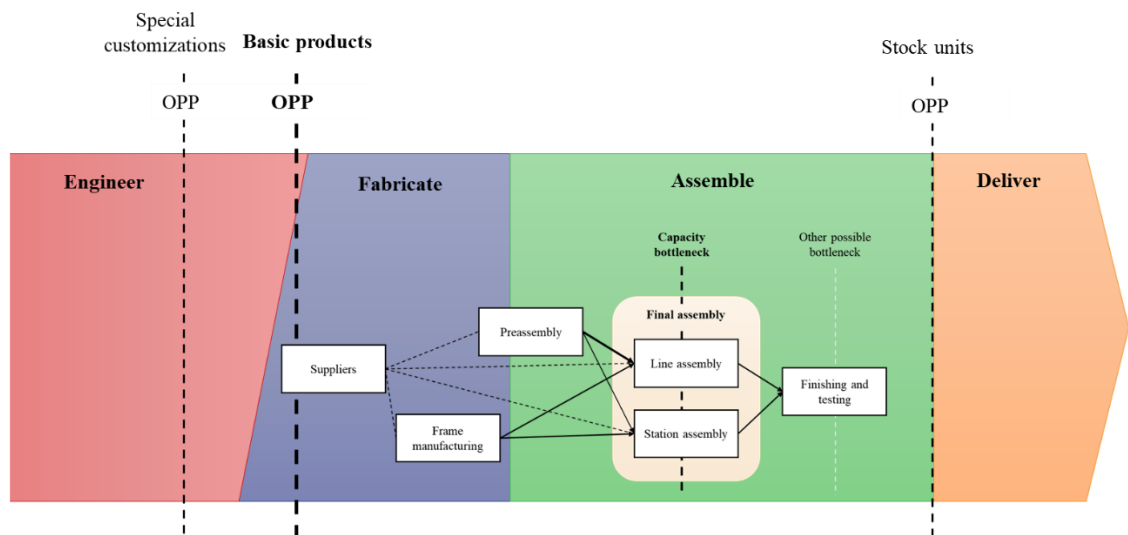 Special
customizations
Basic products
Stock units
OPP
OPP
OPP
Engineer
Fabricate
Assemble
Deliver
Capacity
bottleneck
Other possible
bottleneck
Final assembly
Preassembly
Suppliers
Line assembly
Finishing and
testing
Frame
manufacturing
Station assembly